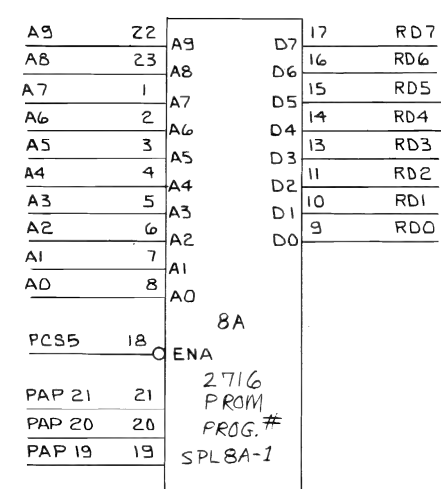 A9 22 A9 D7 17 RD7
A8 23 A8 D6 16 RD6
A7 1 A7 D5 15 RD5
A6 2 A6 D4 14 RD4
A5 3 A5 D3 13 RD3
A4 4 A4 D2 11 RD2
A3 5 A3 D1 10 RD1
A2 6 A2 D0 9 RD0
A1 7 A1
A0 8 A0
8A
PCS5 18 ENA
2716
PROM
PAP 21 21
PROG.#
PAP 20 20
SPL8A-1
PAP 19 19